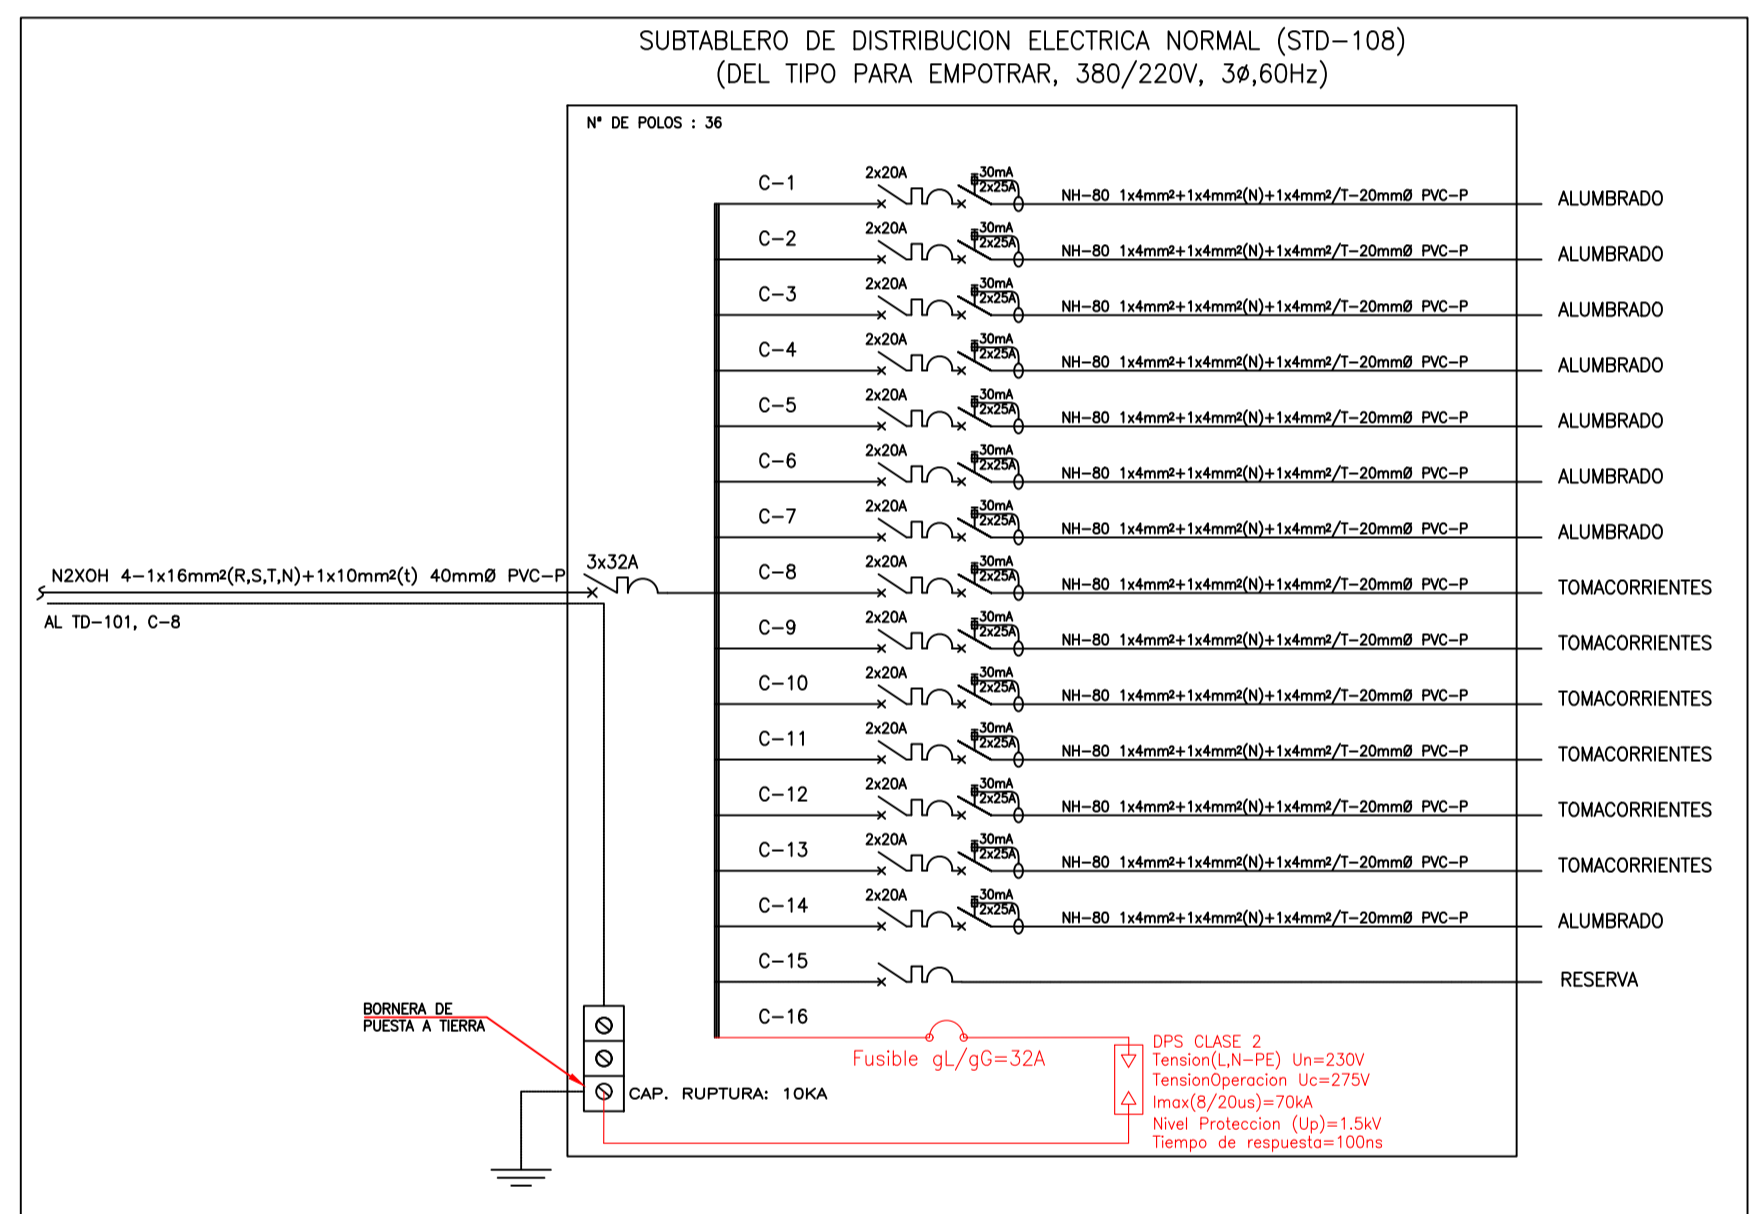 SUBTABLERO DE DISTRIBUCION ELECTRICA NORMAL (STD-108)
(DEL TIPO PARA EMPOTRAR, 380/220V, 3ø,60Hz)
N° DE POLOS : 36
C-1 2x20A 30mA 2x25A NH-80 1x4mm²+1x4mm²(N)+1x4mm²/T-20mmØ PVC-P ALUMBRADO
C-2 2x20A 30mA 2x25A NH-80 1x4mm²+1x4mm²(N)+1x4mm²/T-20mmØ PVC-P ALUMBRADO
C-3 2x20A 30mA 2x25A NH-80 1x4mm²+1x4mm²(N)+1x4mm²/T-20mmØ PVC-P ALUMBRADO
C-4 2x20A 30mA 2x25A NH-80 1x4mm²+1x4mm²(N)+1x4mm²/T-20mmØ PVC-P ALUMBRADO
C-5 2x20A 30mA 2x25A NH-80 1x4mm²+1x4mm²(N)+1x4mm²/T-20mmØ PVC-P ALUMBRADO
C-6 2x20A 30mA 2x25A NH-80 1x4mm²+1x4mm²(N)+1x4mm²/T-20mmØ PVC-P ALUMBRADO
C-7 2x20A 30mA 2x25A NH-80 1x4mm²+1x4mm²(N)+1x4mm²/T-20mmØ PVC-P ALUMBRADO
N2XOH 4-1x16mm²(R,S,T,N)+1x10mm²(t) 40mmØ PVC-P 3x32A
AL TD-101, C-8
C-8 2x20A 30mA 2x25A NH-80 1x4mm²+1x4mm²(N)+1x4mm²/T-20mmØ PVC-P TOMACORRIENTES
C-9 2x20A 30mA 2x25A NH-80 1x4mm²+1x4mm²(N)+1x4mm²/T-20mmØ PVC-P TOMACORRIENTES
C-10 2x20A 30mA 2x25A NH-80 1x4mm²+1x4mm²(N)+1x4mm²/T-20mmØ PVC-P TOMACORRIENTES
C-11 2x20A 30mA 2x25A NH-80 1x4mm²+1x4mm²(N)+1x4mm²/T-20mmØ PVC-P TOMACORRIENTES
C-12 2x20A 30mA 2x25A NH-80 1x4mm²+1x4mm²(N)+1x4mm²/T-20mmØ PVC-P TOMACORRIENTES
C-13 2x20A 30mA 2x25A NH-80 1x4mm²+1x4mm²(N)+1x4mm²/T-20mmØ PVC-P TOMACORRIENTES
C-14 2x20A 30mA 2x25A NH-80 1x4mm²+1x4mm²(N)+1x4mm²/T-20mmØ PVC-P ALUMBRADO
C-15 RESERVA
C-16
BORNERA DE
PUESTA A TIERRA
CAP. RUPTURA: 10KA
Fusible gL/gG=32A
DPS CLASE 2
Tension(L,N-PE) Un=230V
TensionOperacion Uc=275V
Imax(8/20us)=70kA
Nivel Proteccion (Up)=1.5kV
Tiempo de respuesta=100ns